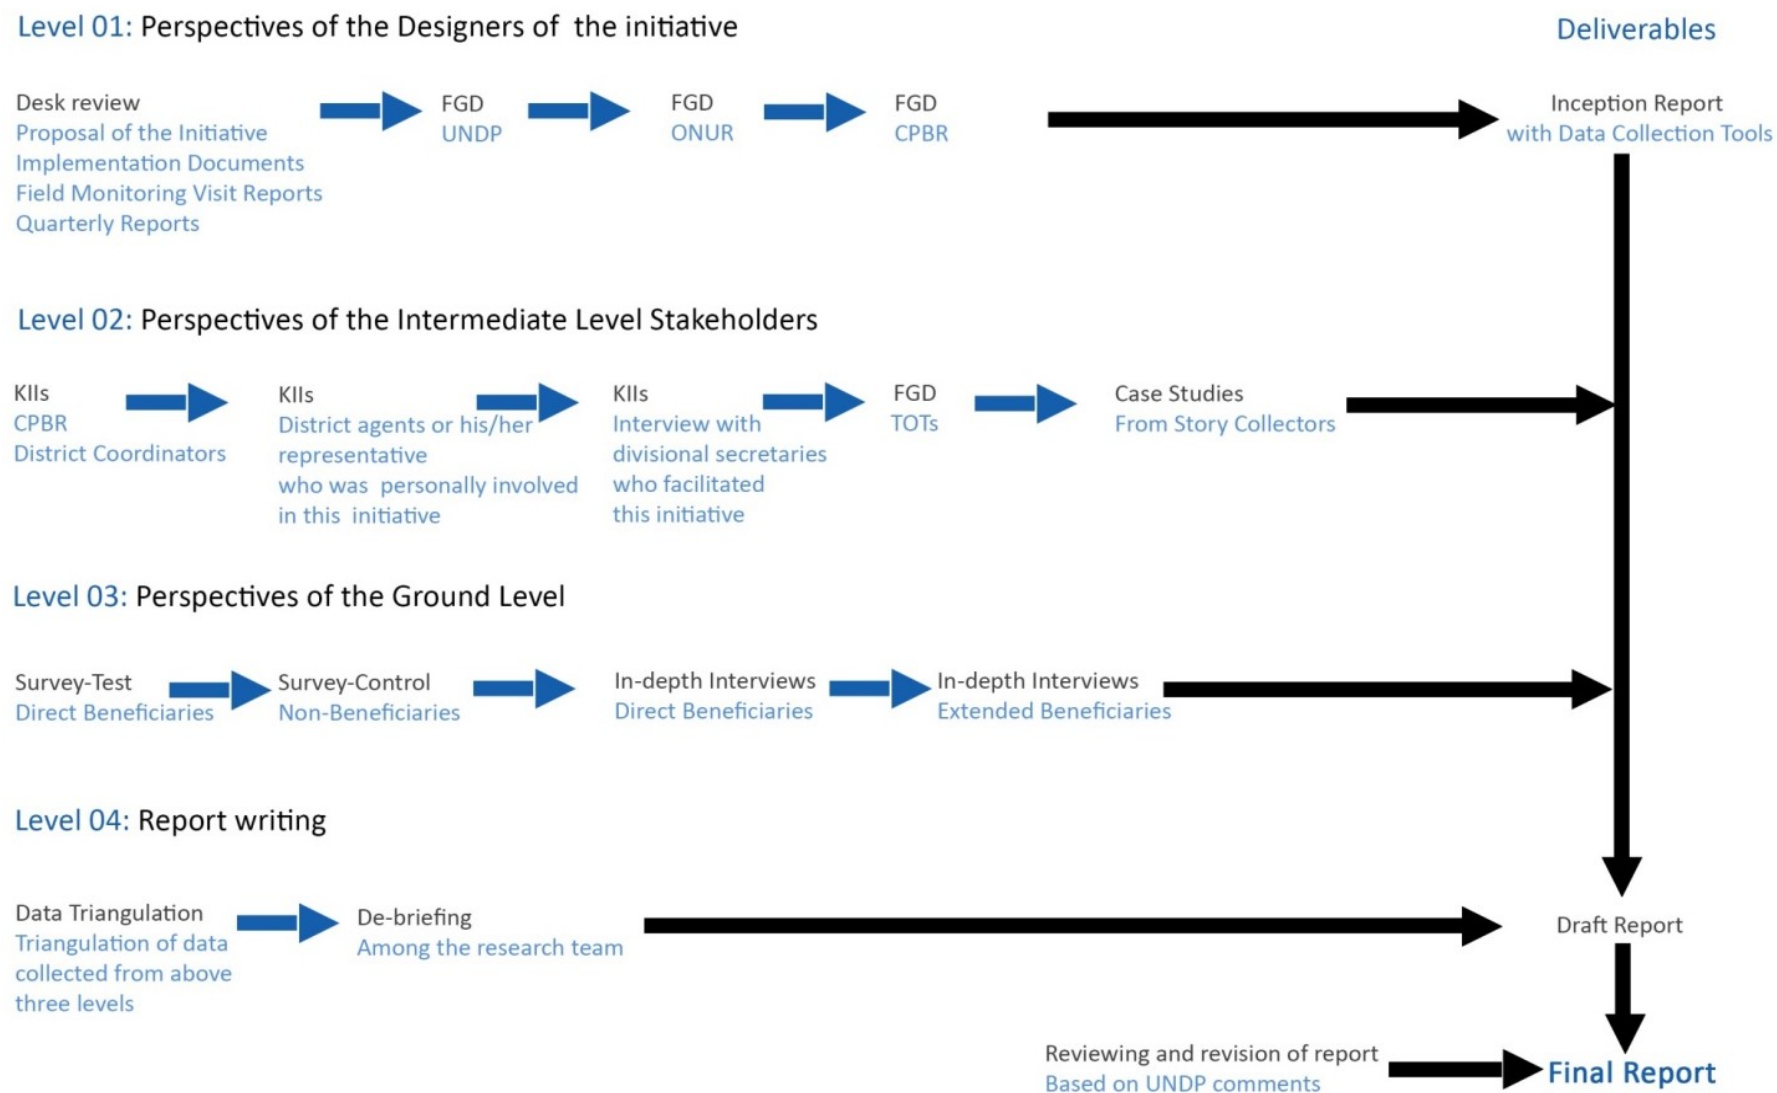 Level 01: Perspectives of the Designers of the initiative
Deliverables
Desk review
Proposal of the Initiative
Implementation Documents
Field Monitoring Visit Reports
Quarterly Reports
FGD
UNDP
FGD
ONUR
FGD
CPBR
Inception Report
with Data Collection Tools
Level 02: Perspectives of the Intermediate Level Stakeholders
KIIs
CPBR
District Coordinators
KIIs
District agents or his/her
representative
who was personally involved
in this initiative
KIIs
Interview with
divisional secretaries
who facilitated
this initiative
FGD
TOTs
Case Studies
From Story Collectors
Level 03: Perspectives of the Ground Level
Survey-Test
Direct Beneficiaries
Survey-Control
Non-Beneficiaries
In-depth Interviews
Direct Beneficiaries
In-depth Interviews
Extended Beneficiaries
Level 04: Report writing
Data Triangulation
Triangulation of data
collected from above
three levels
De-briefing
Among the research team
Draft Report
Reviewing and revision of report
Based on UNDP comments
Final Report